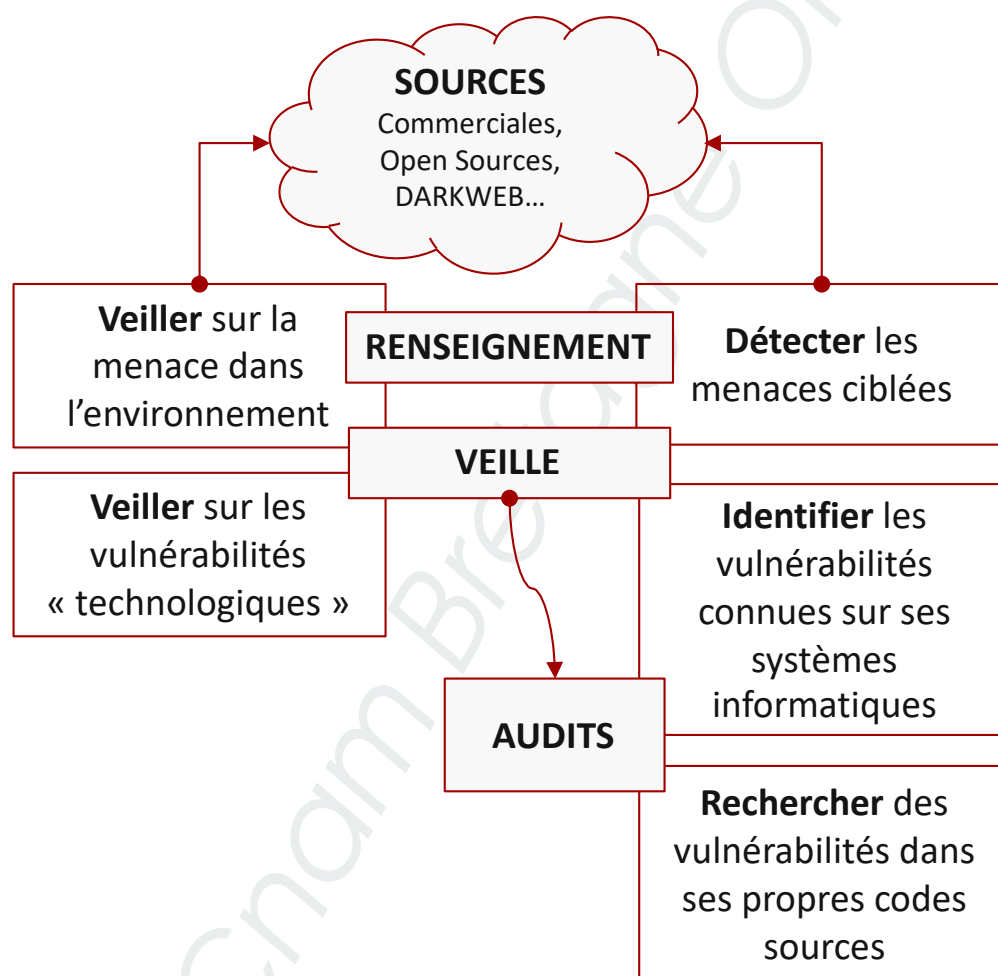 SOURCES
Commerciales,
Open Sources,
DARKWEB...
Veiller sur la
menace dans
l'environnement
RENSEIGNEMENT
Détecter les
menaces ciblées
VEILLE
Veiller sur les
vulnérabilités
« technologiques »
Identifier les
vulnérabilités
connues sur ses
systèmes
informatiques
AUDITS
Rechercher des
vulnérabilités dans
ses propres codes
sources
Cnam Bretagne